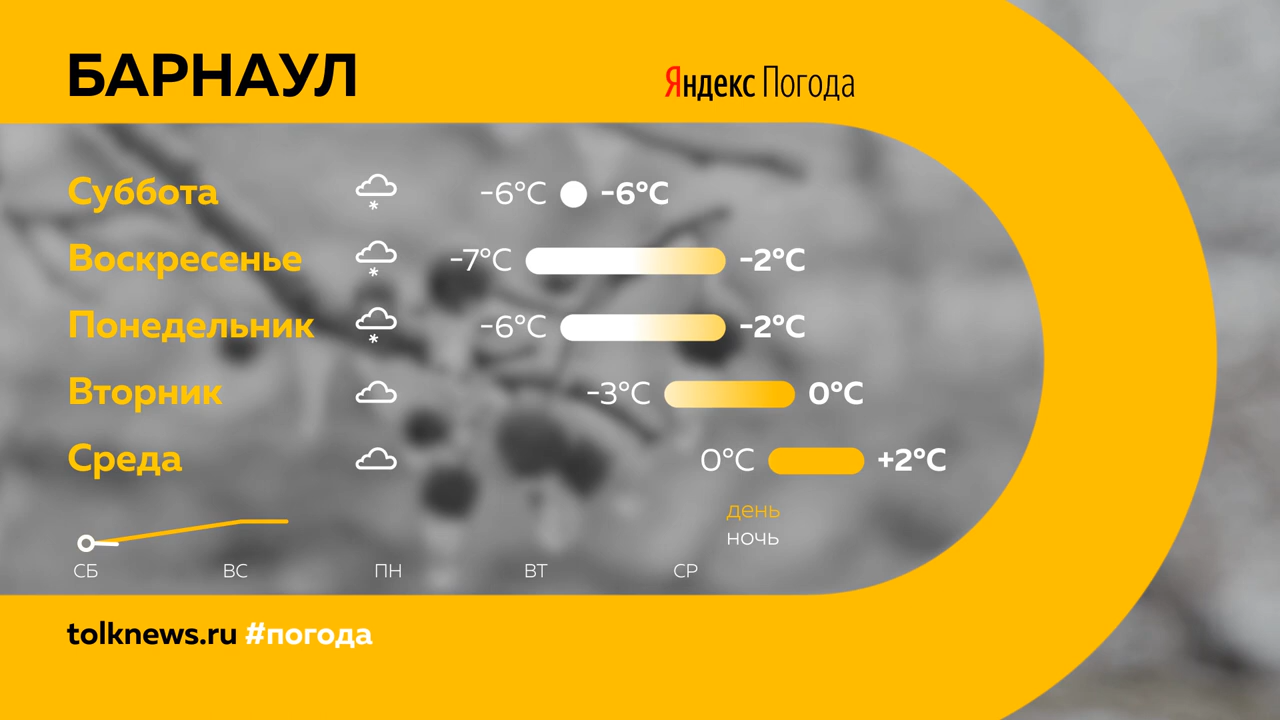 БАРНАУЛ
Яндекс Погода
Суббота -6°C -6°C
Воскресенье -7°C -2°C
Понедельник -6°C -2°C
Вторник -3°C 0°C
Среда 0°C +2°C
день
ночь
СБ ВС ПН ВТ СР
tolknews.ru #погода